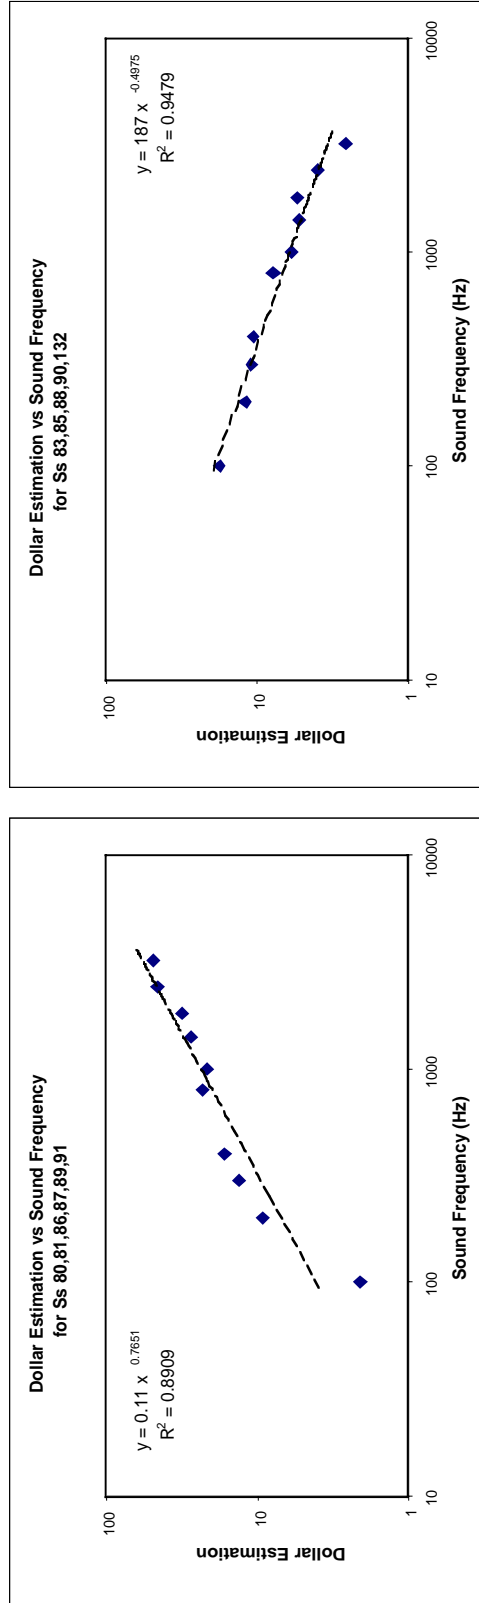 Dollar Estimation vs Sound Frequency
for Ss 80,81,86,87,89,91
y = 0.11 x 0.7651
R2 = 0.8909
100
10
1
Dollar Estimation
10
100
1000
10000
Sound Frequency (Hz)
Dollar Estimation vs Sound Frequency
for Ss 83,85,88,90,132
y = 187 x -0.4975
R2 = 0.9479
100
10
1
Dollar Estimation
10
100
1000
10000
Sound Frequency (Hz)